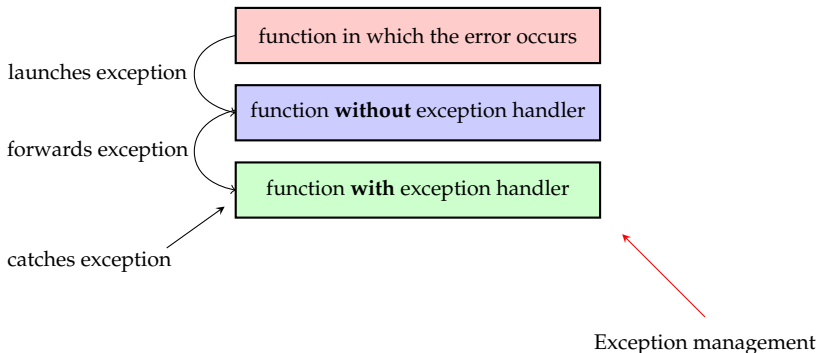 function in which the error occurs
launches exception
function without exception handler
forwards exception
function with exception handler
catches exception
Exception management